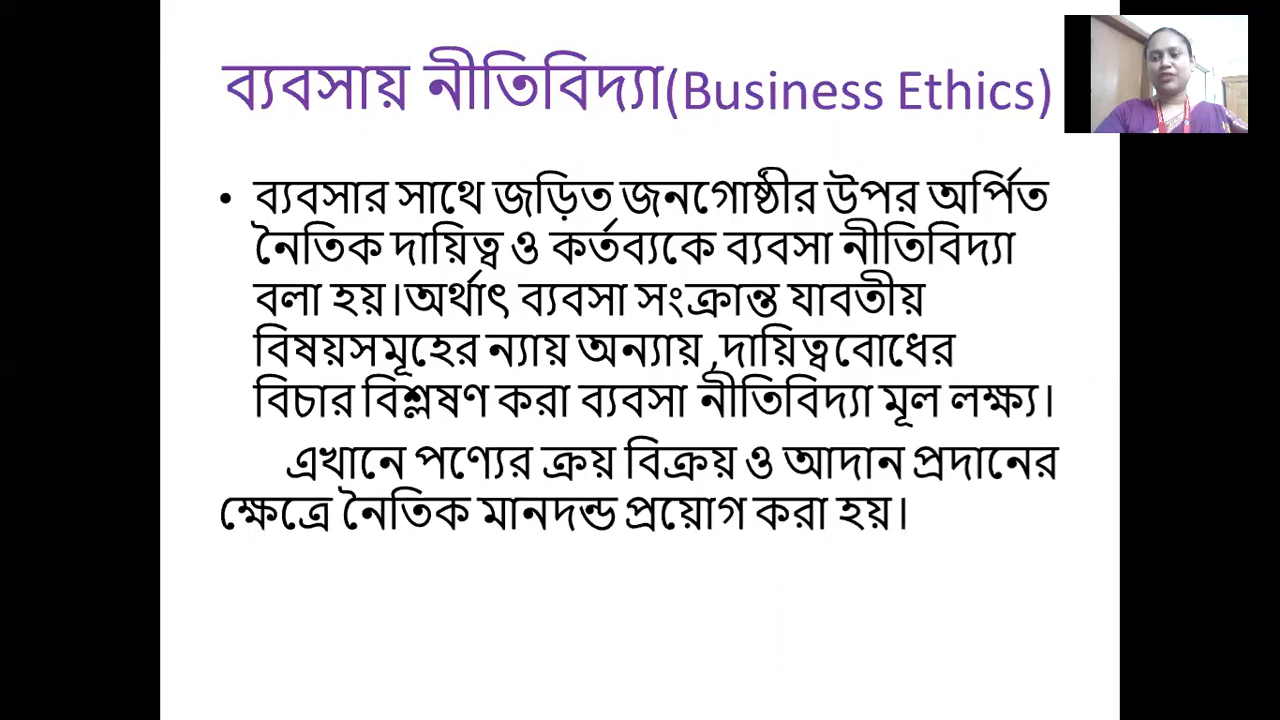 ব্যবসায় নীতিবিদ্যা(Business Ethics)
• ব্যবসার সাথে জড়িত জনগোষ্ঠীর উপর অর্পিত
নৈতিক দায়িত্ব ও কর্তব্যকে ব্যবসা নীতিবিদ্যা
বলা হয়।অর্থাৎ ব্যবসা সংক্রান্ত যাবতীয়
বিষয়সমূহের ন্যায় অন্যায় ,দায়িত্ববোধের
বিচার বিশ্লষণ করা ব্যবসা নীতিবিদ্যা মূল লক্ষ্য।
এখানে পণ্যের ক্রয় বিক্রয় ও আদান প্রদানের
ক্ষেত্রে নৈতিক মানদন্ড প্রয়োগ করা হয়।